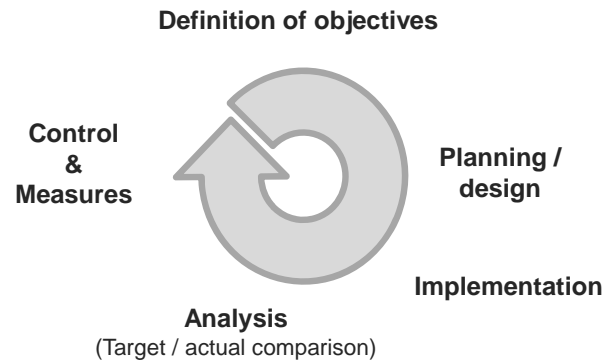 Definition of objectives
Planning /
design
Implementation
Analysis
(Target / actual comparison)
Control
&
Measures